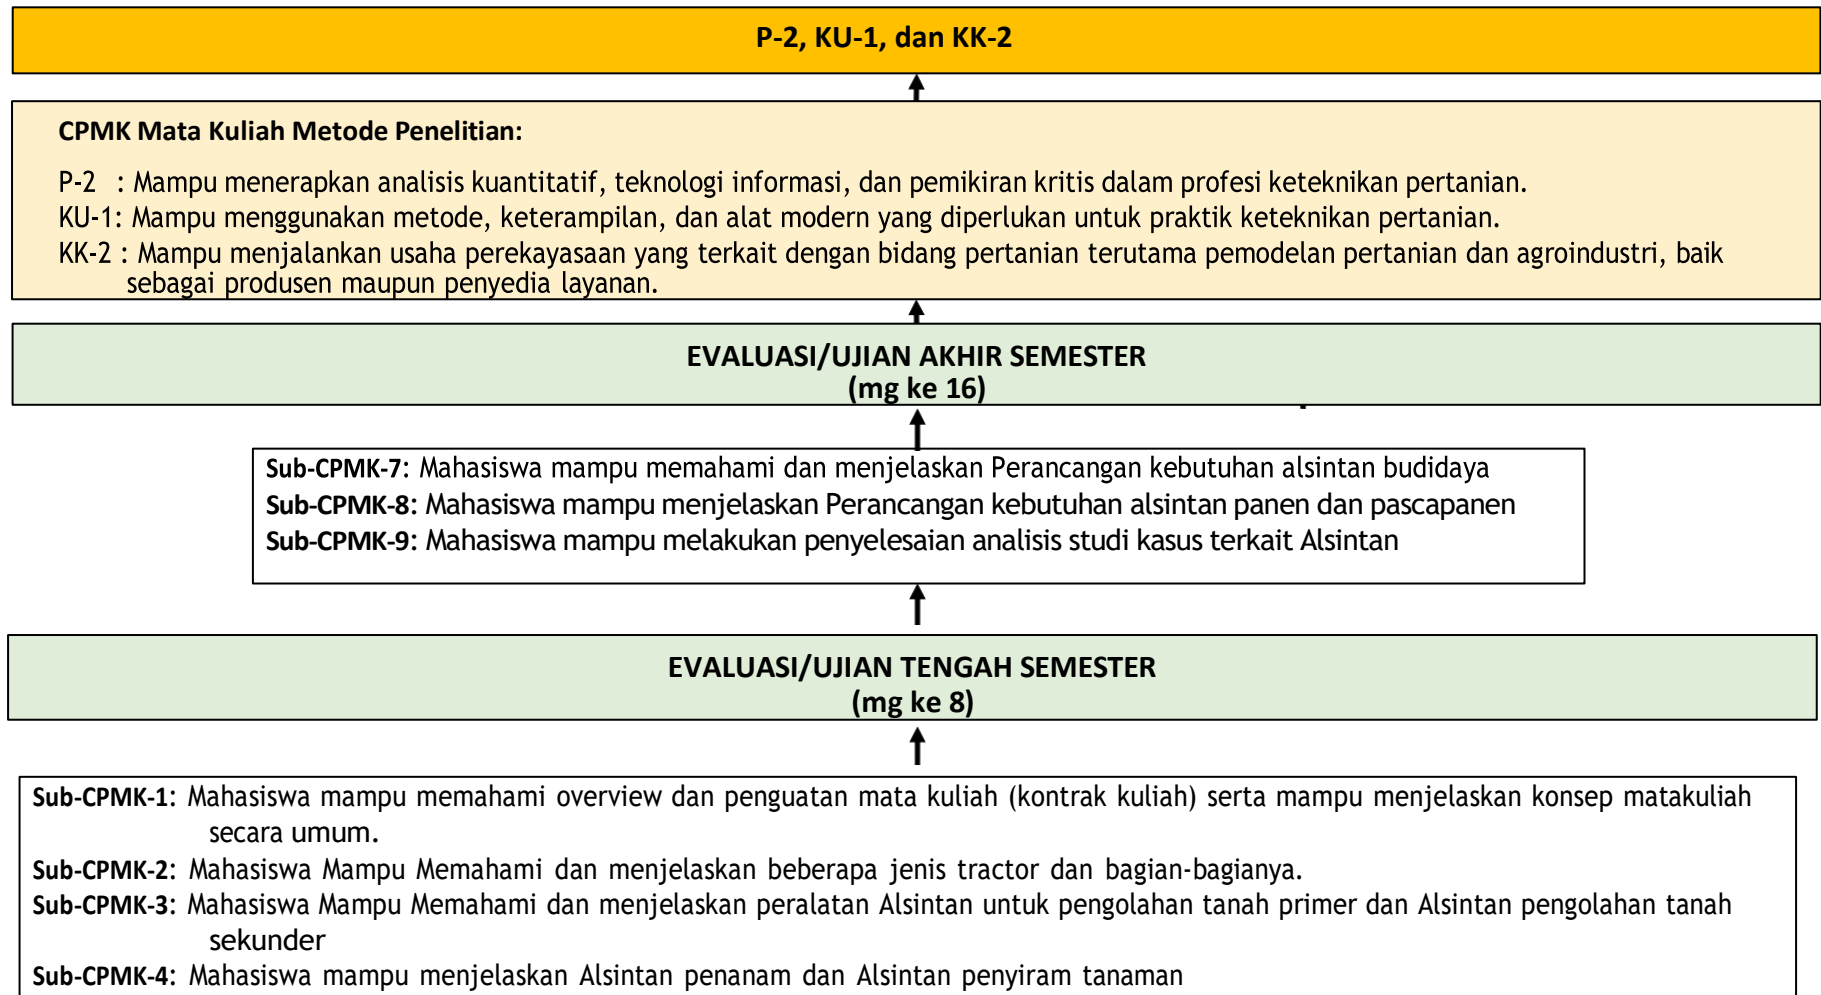 P-2, KU-1, dan KK-2
CPMK Mata Kuliah Metode Penelitian:
P-2 : Mampu menerapkan analisis kuantitatif, teknologi informasi, dan pemikiran kritis dalam profesi keteknikan pertanian.
KU-1: Mampu menggunakan metode, keterampilan, dan alat modern yang diperlukan untuk praktik keteknikan pertanian.
KK-2 : Mampu menjalankan usaha perekayasaan yang terkait dengan bidang pertanian terutama pemodelan pertanian dan agroindustri, baik
sebagai produsen maupun penyedia layanan.
EVALUASI/UJIAN AKHIR SEMESTER
(mg ke 16)
Sub-CPMK-7: Mahasiswa mampu memahami dan menjelaskan Perancangan kebutuhan alsintan budidaya
Sub-CPMK-8: Mahasiswa mampu menjelaskan Perancangan kebutuhan alsintan panen dan pascapanen
Sub-CPMK-9: Mahasiswa mampu melakukan penyelesaian analisis studi kasus terkait Alsintan
EVALUASI/UJIAN TENGAH SEMESTER
(mg ke 8)
Sub-CPMK-1: Mahasiswa mampu memahami overview dan penguatan mata kuliah (kontrak kuliah) serta mampu menjelaskan konsep matakuliah
secara umum.
Sub-CPMK-2: Mahasiswa Mampu Memahami dan menjelaskan beberapa jenis tractor dan bagian-bagianya.
Sub-CPMK-3: Mahasiswa Mampu Memahami dan menjelaskan peralatan Alsintan untuk pengolahan tanah primer dan Alsintan pengolahan tanah
sekunder
Sub-CPMK-4: Mahasiswa mampu menjelaskan Alsintan penanam dan Alsintan penyiram tanaman